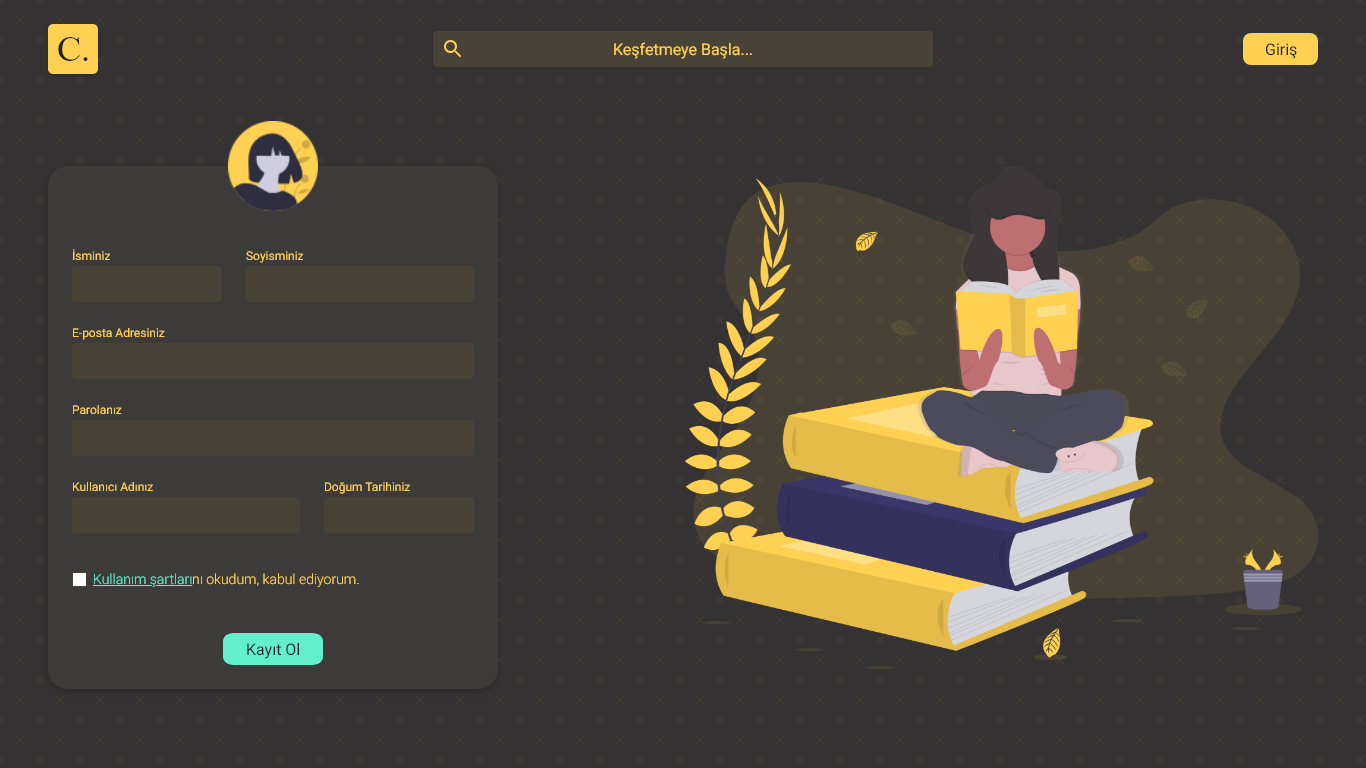 C.
Keşfetmeye Başla...
Giriş
İsminiz
Soyisminiz
E-posta Adresiniz
Parolanız
Kullanıcı Adınız
Doğum Tarihiniz
Kullanım şartlarını okudum, kabul ediyorum.
Kayıt Ol